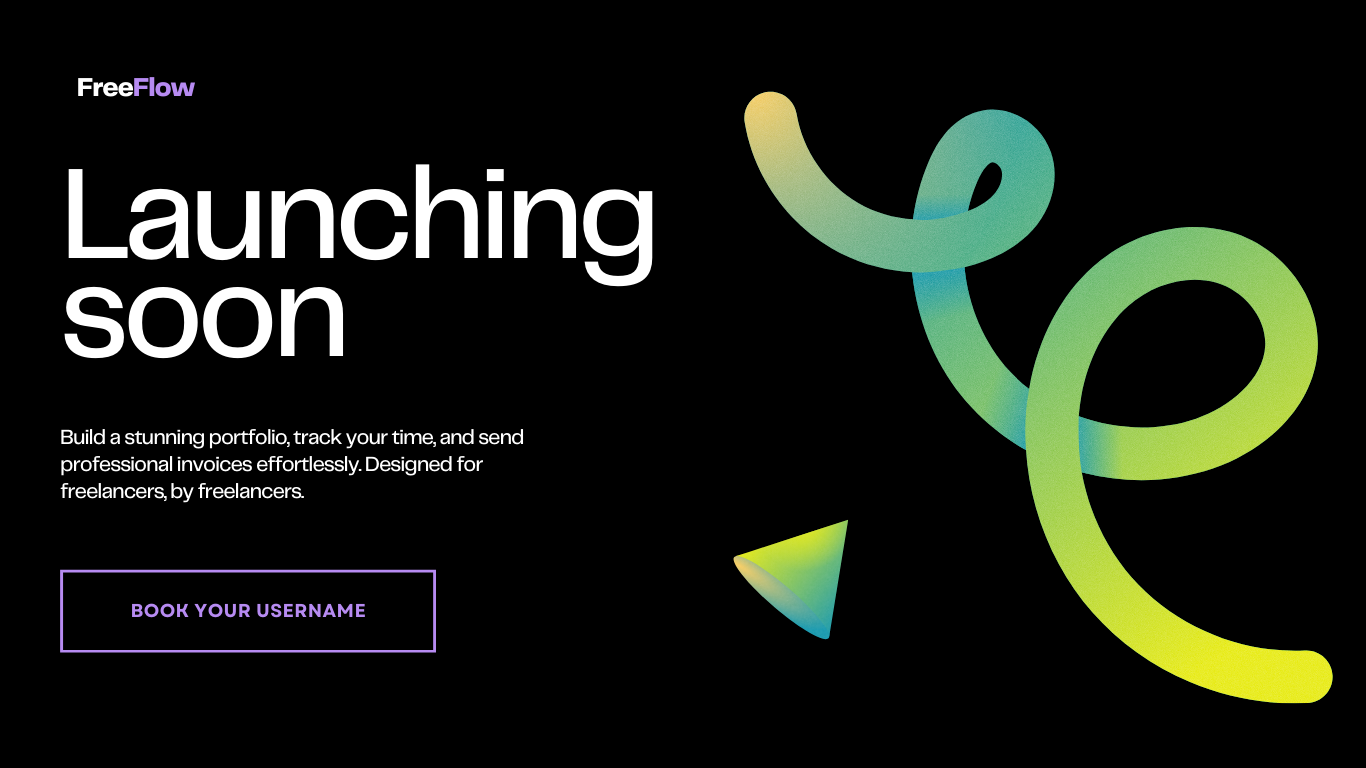 FreeFlow
Launching
soon
Build a stunning portfolio, track your time, and send
professional invoices effortlessly. Designed for
freelancers, by freelancers.
BOOK YOUR USERNAME